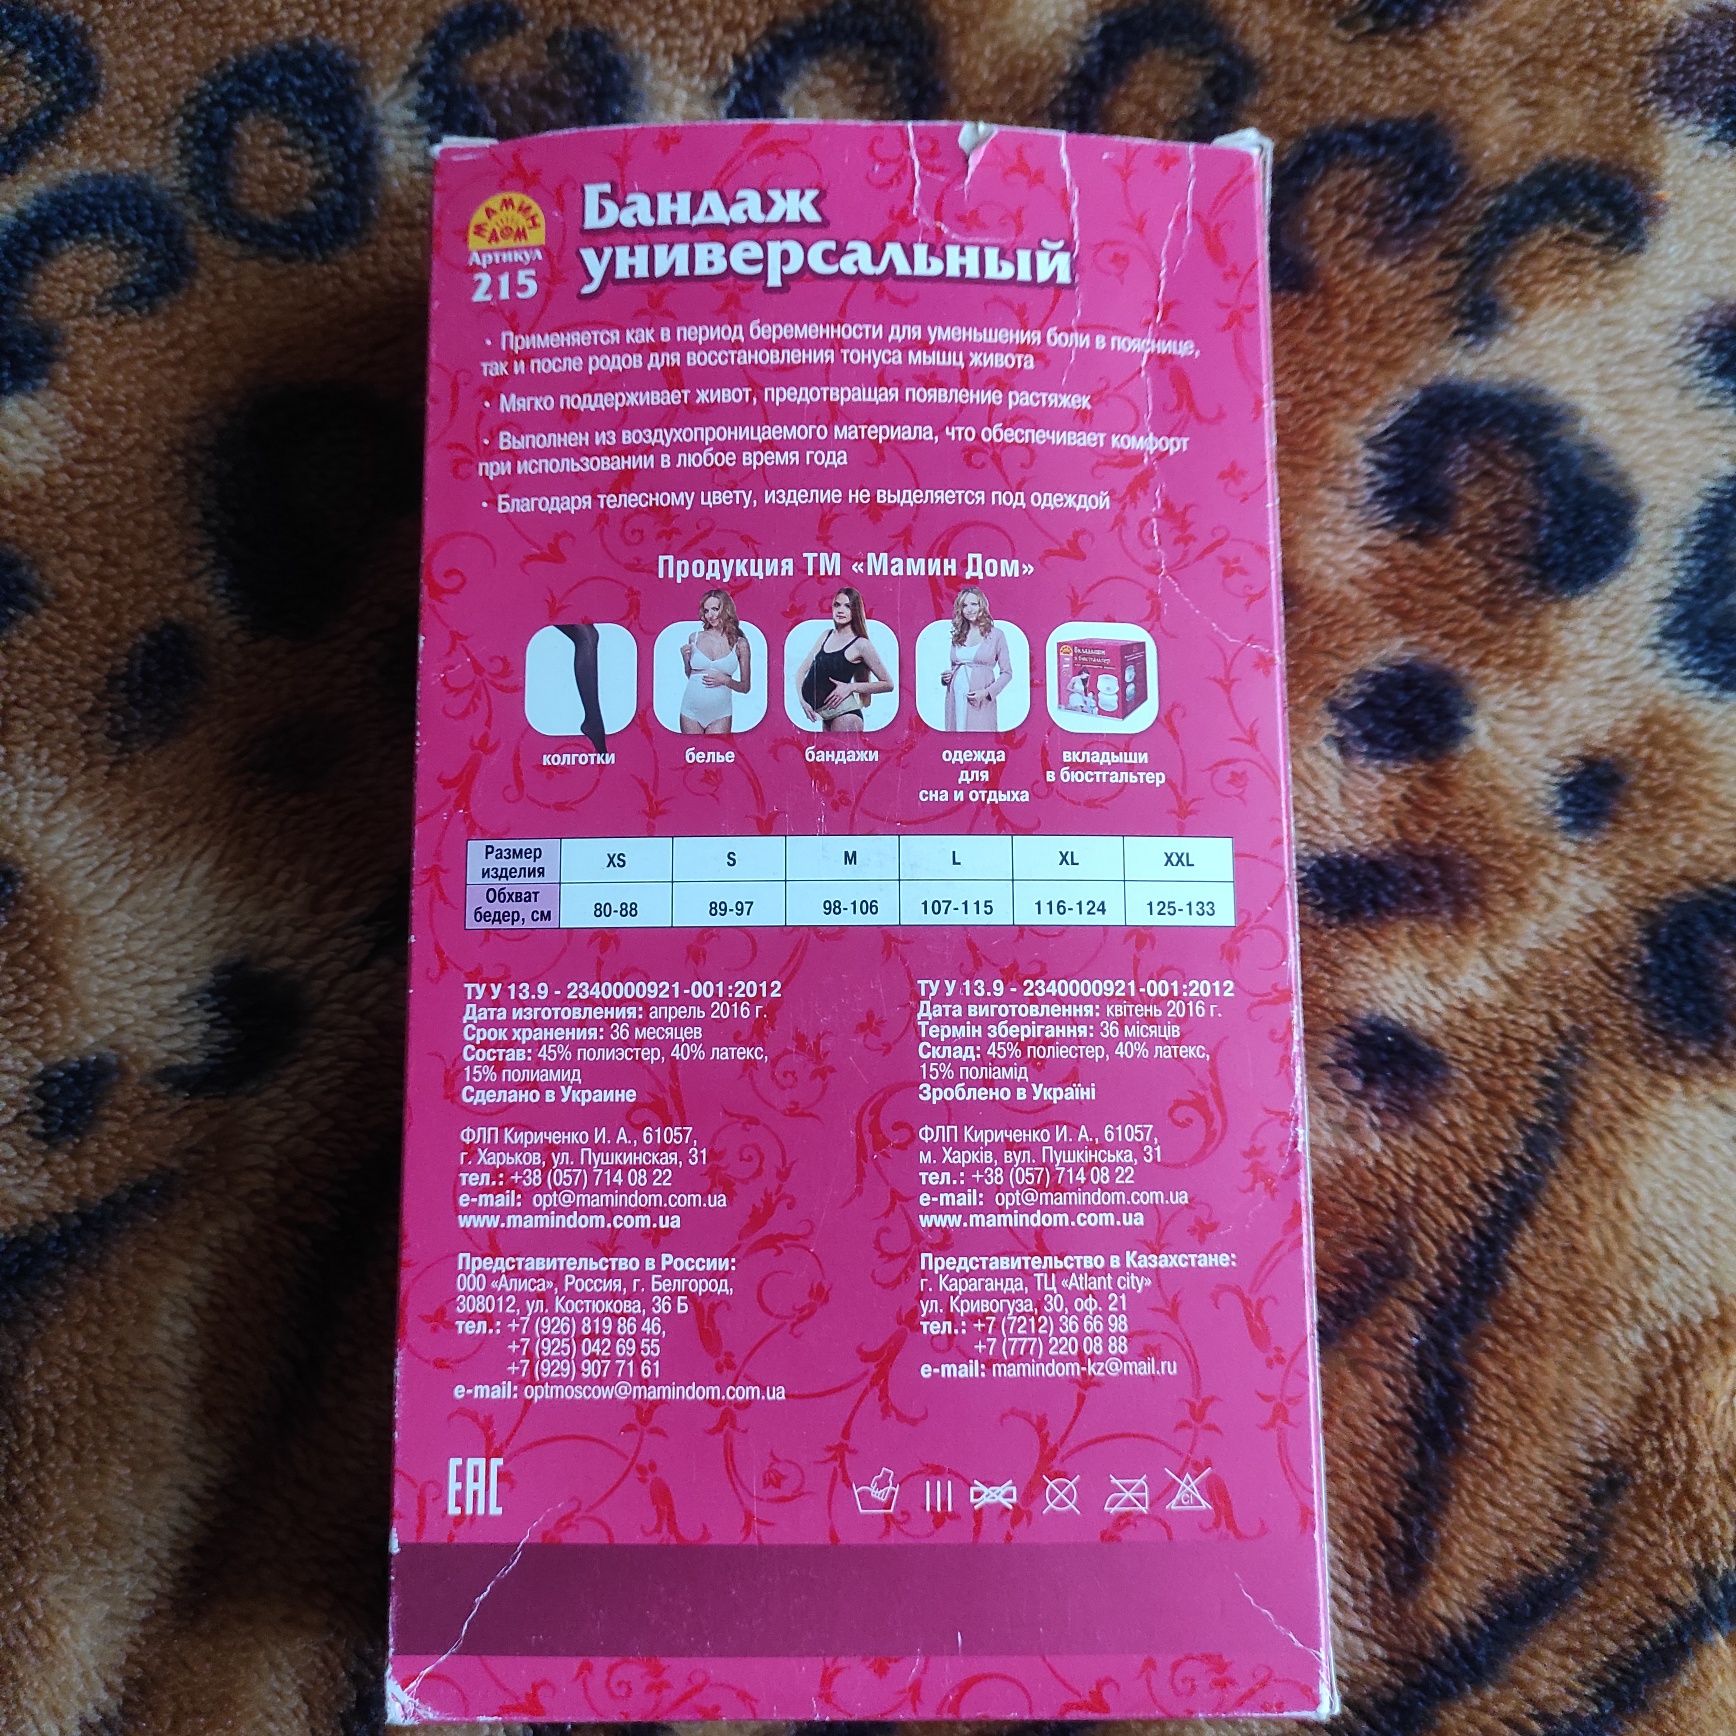 МАМИН
ДОМ
Артикул
215
Бандаж
универсальный
• Применяется как в период беременности для уменьшения боли в пояснице,
так и после родов для восстановления тонуса мышц живота
• Мягко поддерживает живот, предотвращая появление растяжек
• Выполнен из воздухопроницаемого материала, что обеспечивает комфорт
при использовании в любое время года
• Благодаря телесному цвету, изделие не выделяется под одеждой
Продукция ТМ «Мамин Дом»
Вкладыши
в бюстгальтер
колготки
белье
бандажи
одежда
для
сна и отдыха
вкладыши
в бюстгальтер
Размер
изделия
XS S M L XL XXL
Обхват
бедер, см
80-88 89-97 98-106 107-115 116-124 125-133
ТУ У 13.9 - 2340000921-001:2012
Дата изготовления: апрель 2016 г.
Срок хранения: 36 месяцев
Состав: 45% полиэстер, 40% латекс,
15% полиамид
Сделано в Украине
ФЛП Кириченко И. А., 61057,
г. Харьков, ул. Пушкинская, 31
тел.: +38 (057) 714 08 22
e-mail: opt@mamindom.com.ua
www.mamindom.com.ua
Представительство в России:
ООО «Алиса», Россия, г. Белгород,
308012, ул. Костюкова, 36 Б
тел.: +7 (926) 819 86 46,
+7 (925) 042 69 55
+7 (929) 907 71 61
e-mail: optmoscow@mamindom.com.ua
ТУ У 13.9 - 2340000921-001:2012
Дата виготовлення: квітень 2016 г.
Термін зберігання: 36 місяців
Склад: 45% поліестер, 40% латекс,
15% поліамід
Зроблено в Україні
ФЛП Кириченко И. А., 61057,
м. Харків, вул. Пушкінська, 31
тел.: +38 (057) 714 08 22
e-mail: opt@mamindom.com.ua
www.mamindom.com.ua
Представительство в Казахстане:
г. Караганда, ТЦ «Atlant city»
ул. Кривогуза, 30, оф. 21
тел.: +7 (7212) 36 66 98
+7 (777) 220 08 88
e-mail: mamindom-kz@mail.ru
EAC
Cl